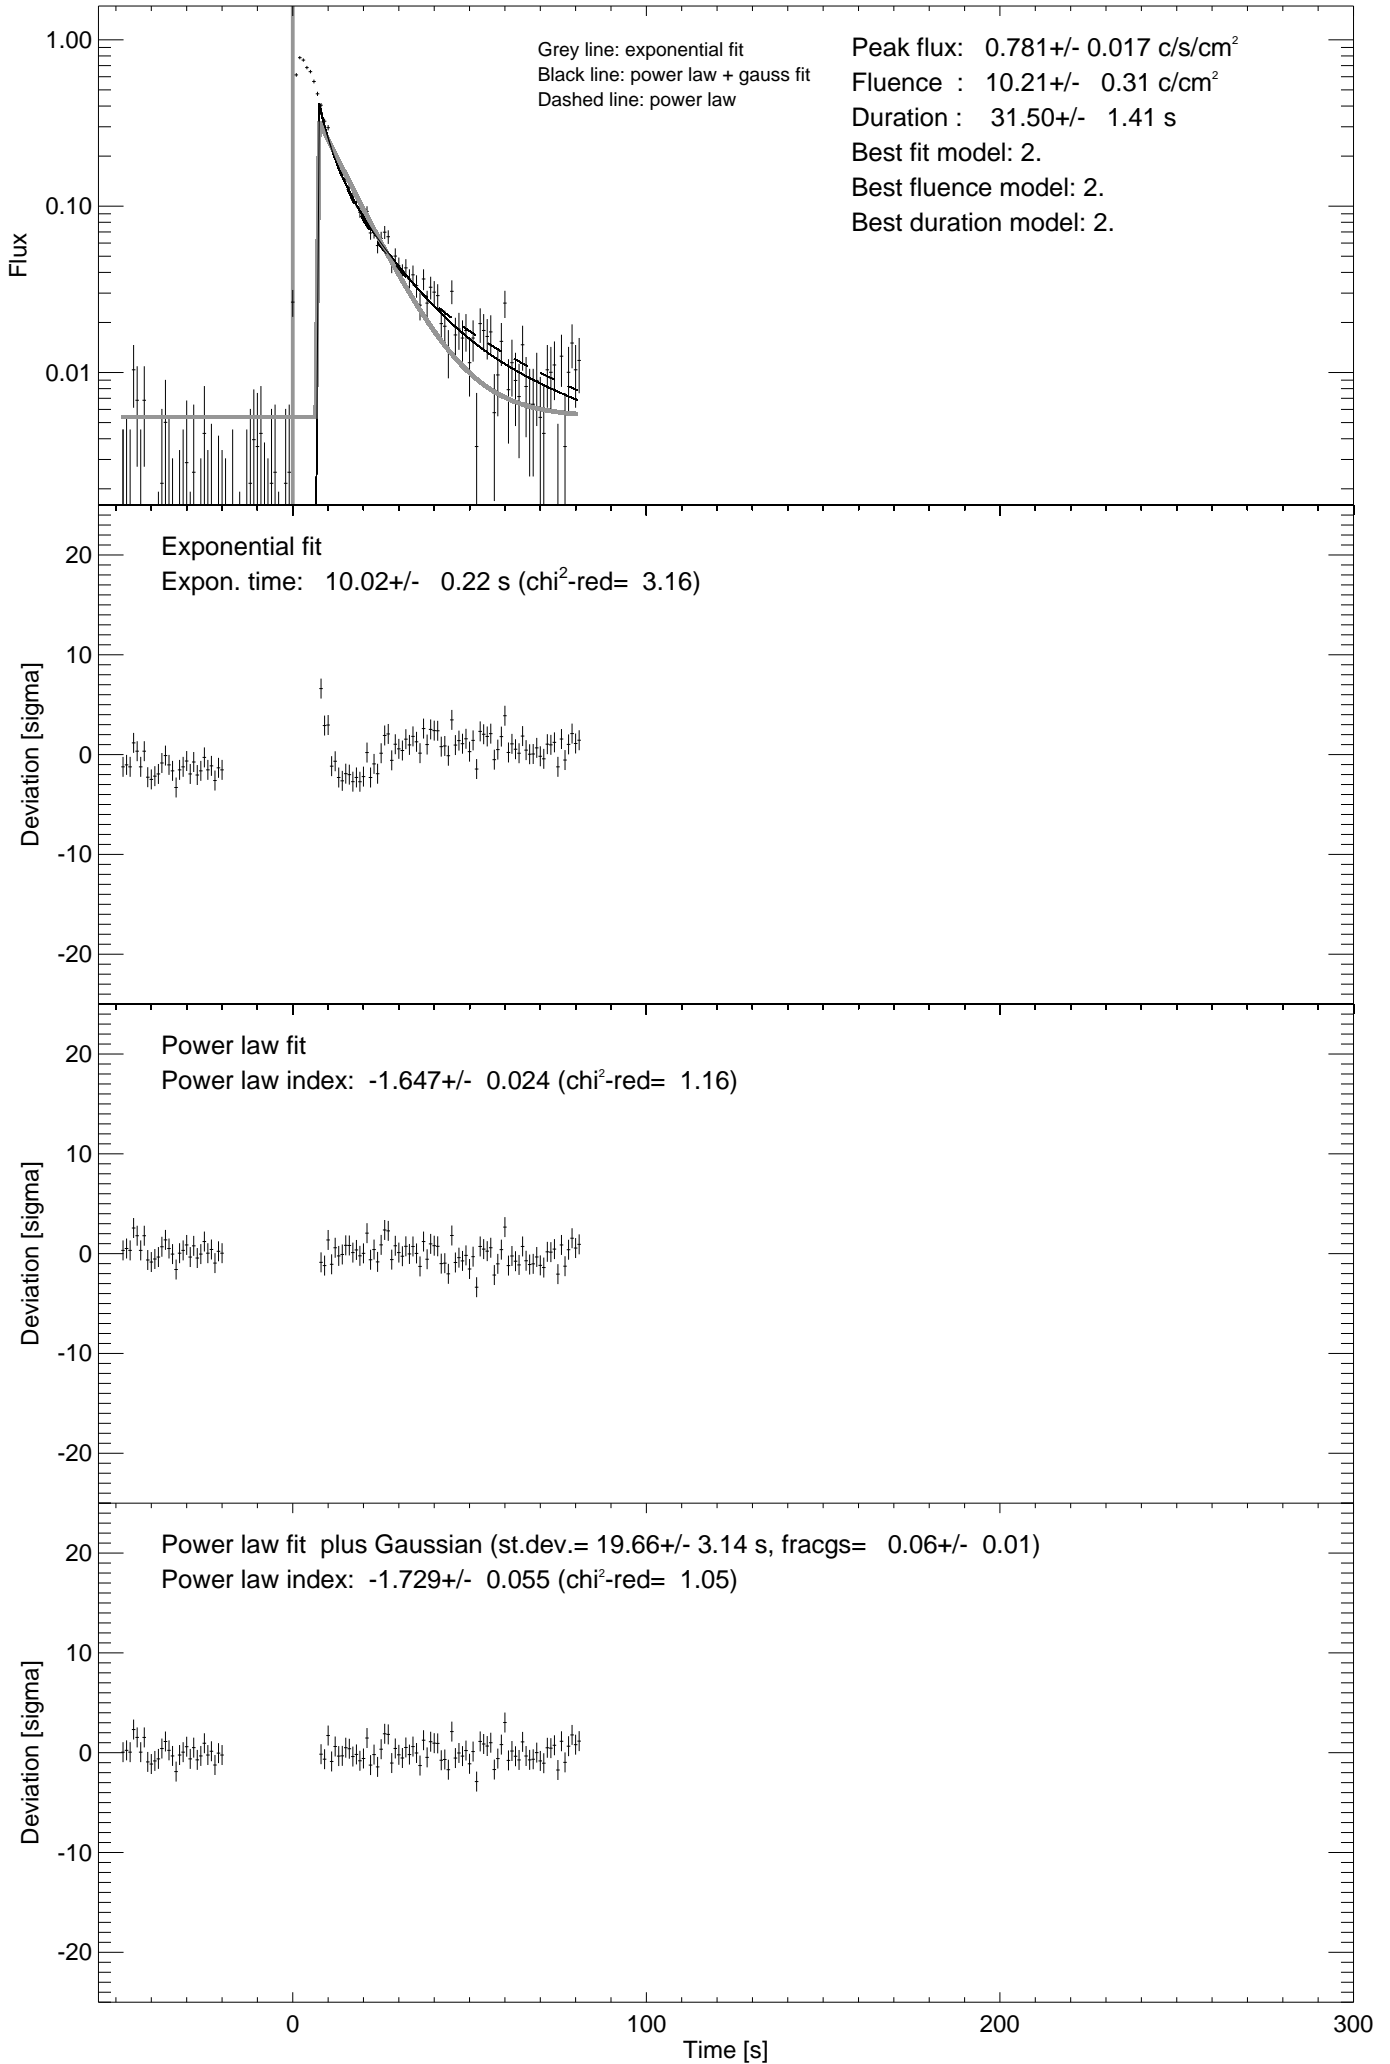 Grey line: exponential fit
Black line: power law + gauss fit
Dashed line: power law
Peak flux: 0.781+/- 0.017 c/s/cm²
Fluence : 10.21+/- 0.31 c/cm²
Duration : 31.50+/- 1.41 s
Best fit model: 2.
Best fluence model: 2.
Best duration model: 2.
1.00
0.10
0.01
Flux
Exponential fit
Expon. time: 10.02+/- 0.22 s (chi²-red= 3.16)
20
10
0
-10
-20
Deviation [sigma]
Power law fit
Power law index: -1.647+/- 0.024 (chi²-red= 1.16)
20
10
0
-10
-20
Deviation [sigma]
Power law fit plus Gaussian (st.dev.= 19.66+/- 3.14 s, fracgs= 0.06+/- 0.01)
Power law index: -1.729+/- 0.055 (chi²-red= 1.05)
20
10
0
-10
-20
Deviation [sigma]
0 100 200 300
Time [s]